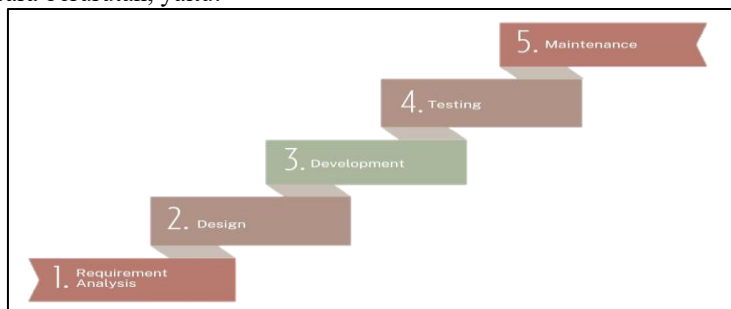 1. Requirement
Analysis
2. Design
3. Development
4. Testing
5. Maintenance